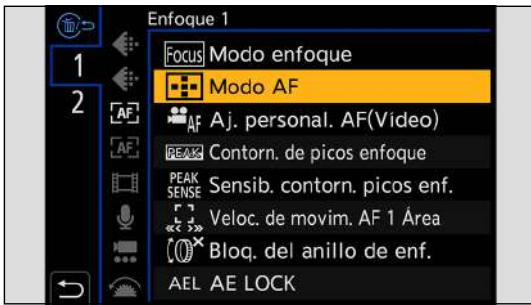 Enfoque 1
1
2
Focus Modo enfoque
Modo AF
AF Aj. personal. AF(Vídeo)
PEAK Contorn. de picos enfoque
PEAK SENSE Sensib. contorn. picos enf.
Veloc. de movim. AF 1 Área
Bloq. del anillo de enf.
AEL AE LOCK
AF
AF